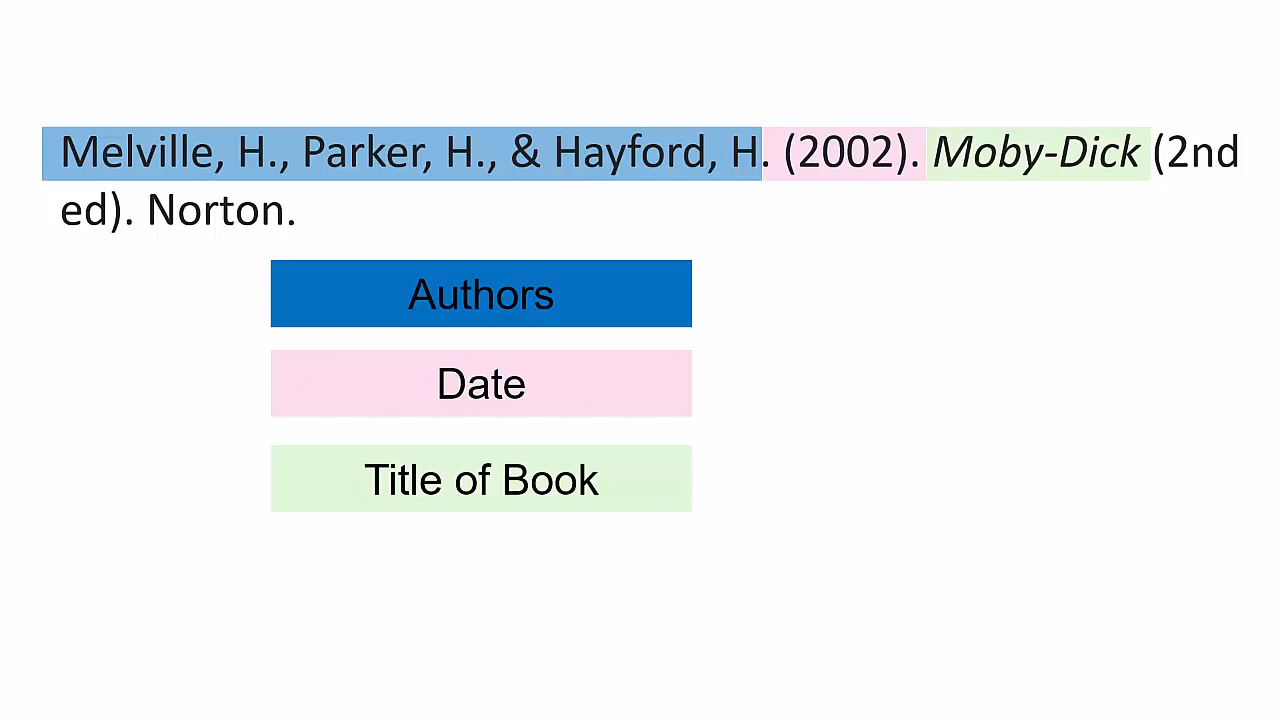 Melville, H., Parker, H., & Hayford, H. (2002). Moby-Dick (2nd
ed). Norton.
Authors
Date
Title of Book